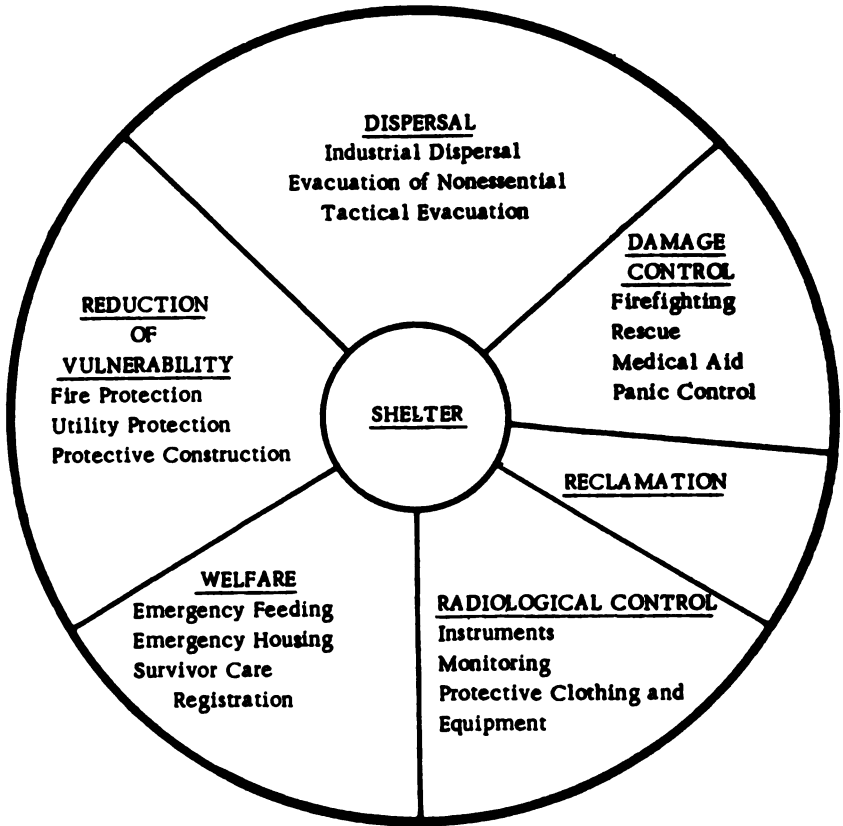 DISPERSAL
Industrial Dispersal
Evacuation of Nonessential
Tactical Evacuation
DAMAGE
CONTROL
Firefighting
Rescue
Medical Aid
Panic Control
REDUCTION
OF
VULNERABILITY
Fire Protection
Utility Protection
Protective Construction
SHELTER
RECLAMATION
WELFARE
Emergency Feeding
Emergency Housing
Survivor Care
Registration
RADIOLOGICAL CONTROL
Instruments
Monitoring
Protective Clothing and
Equipment